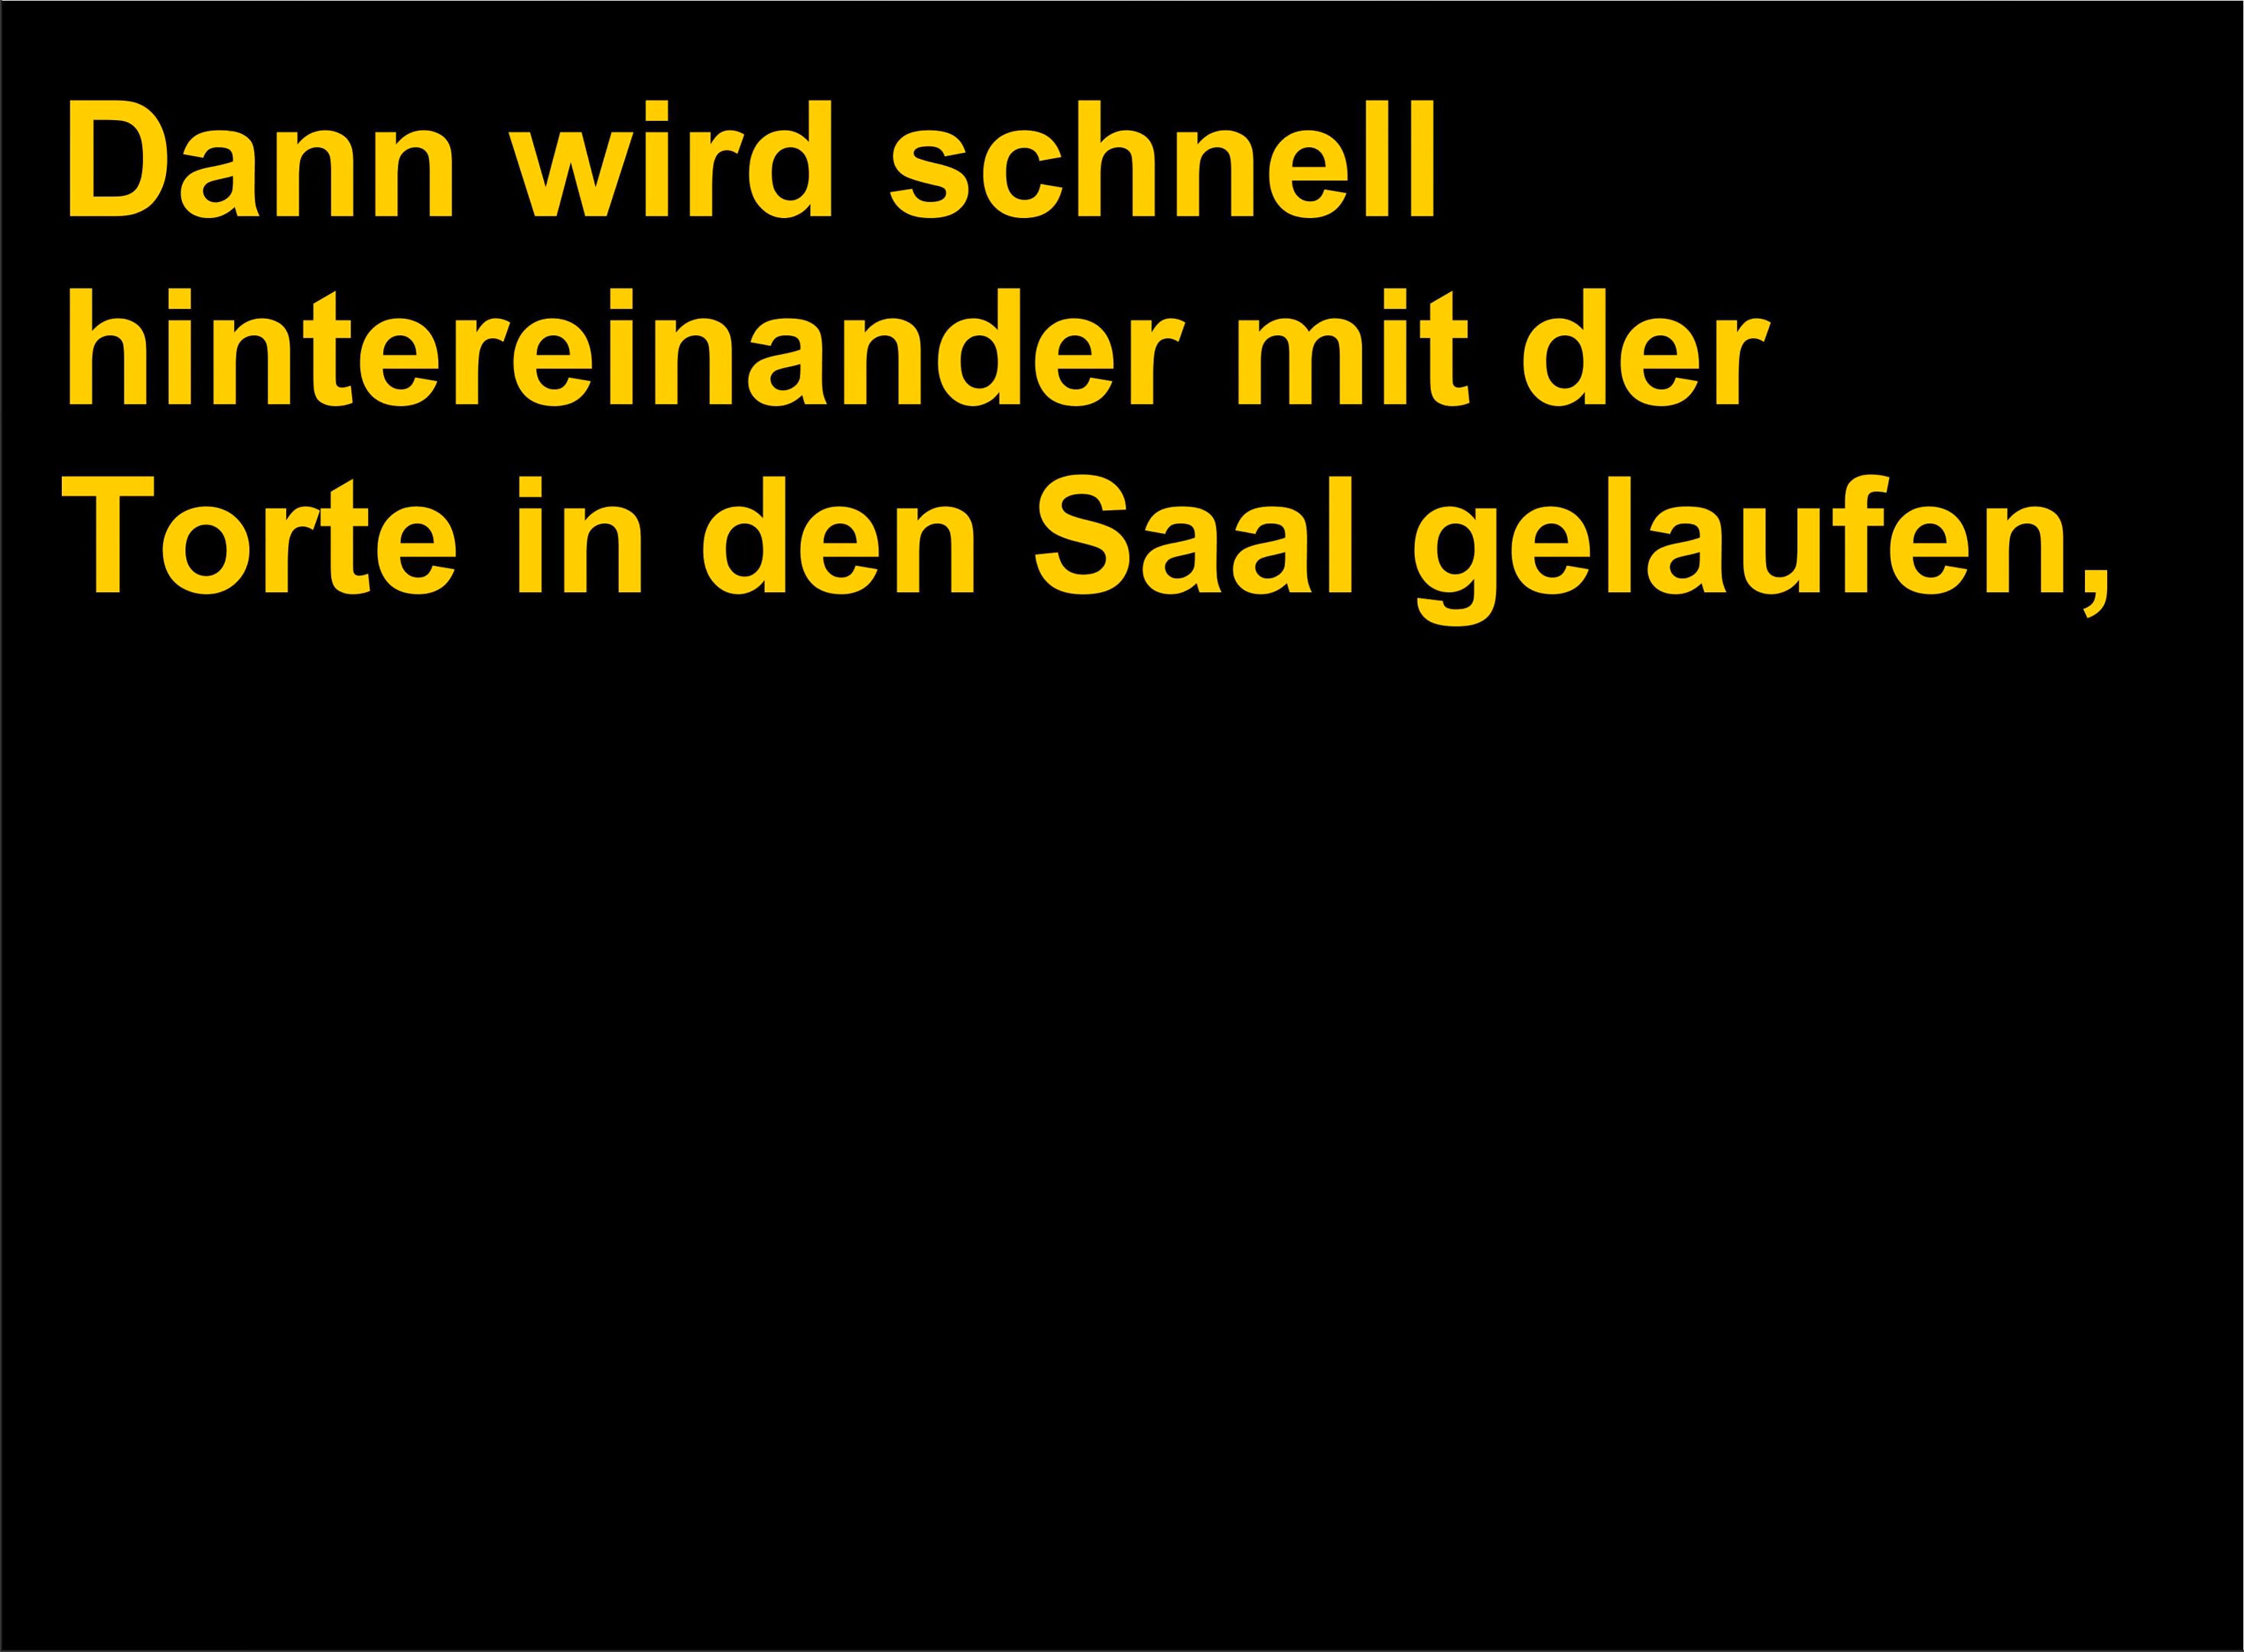 Dann wird schnell
hintereinander mit der
Torte in den Saal gelaufen,